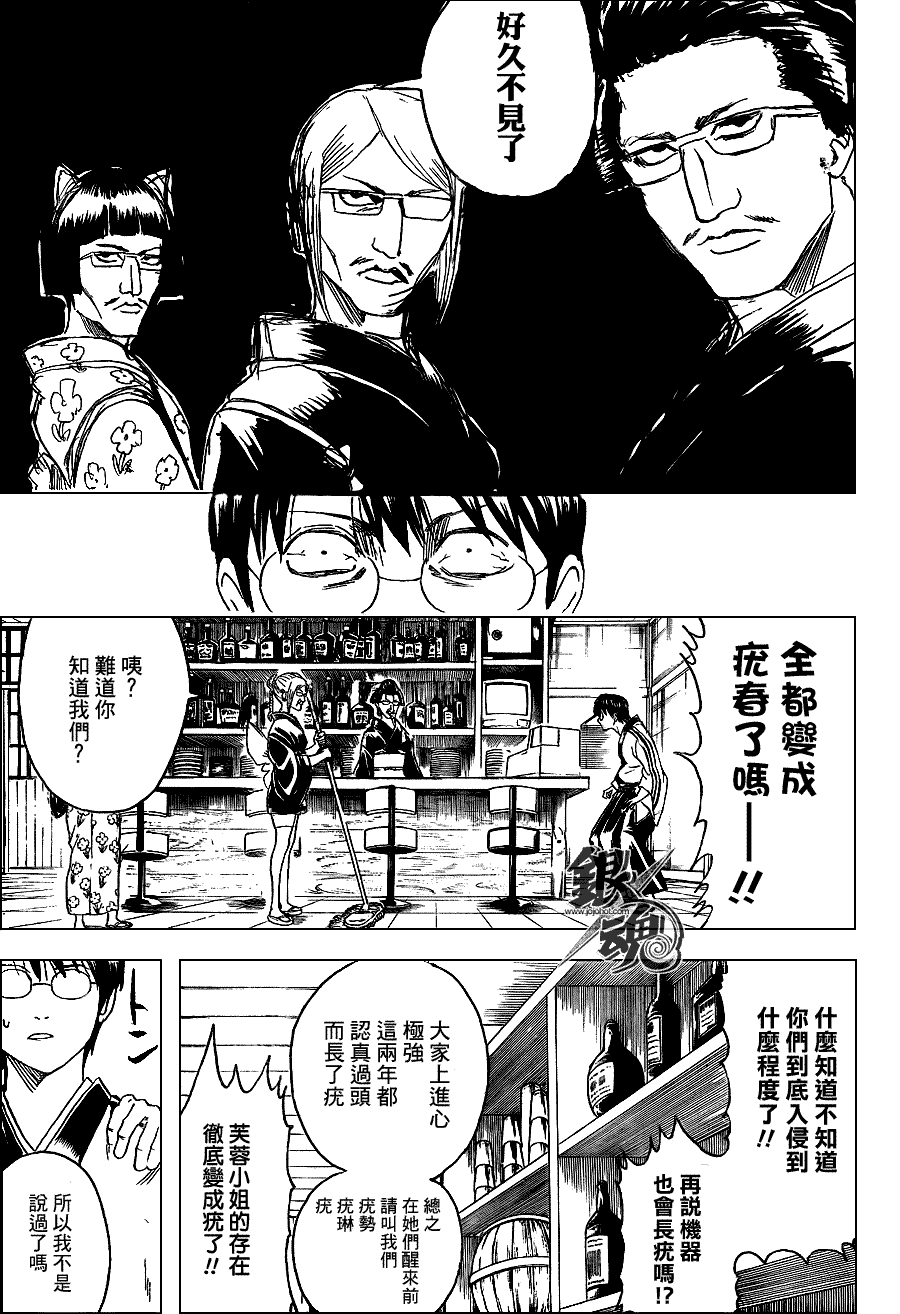 好久不見了
全都變成
疣春了嗎——!!
咦?
難道你
知道我們?
銀魂
www.jojohot.com
什麼知道不知道
你們到底入侵到
什麼程度了!!
再說機器
也會長疣嗎!?
大家上進心
極強
這兩年都
認真過頭
而長了疣
總之
在她們醒來前
請叫我們
疣勢
疣琳
疣
芙蓉小姐的存在
徹底變成疣了!!
トン
所以我不是
說過了嗎